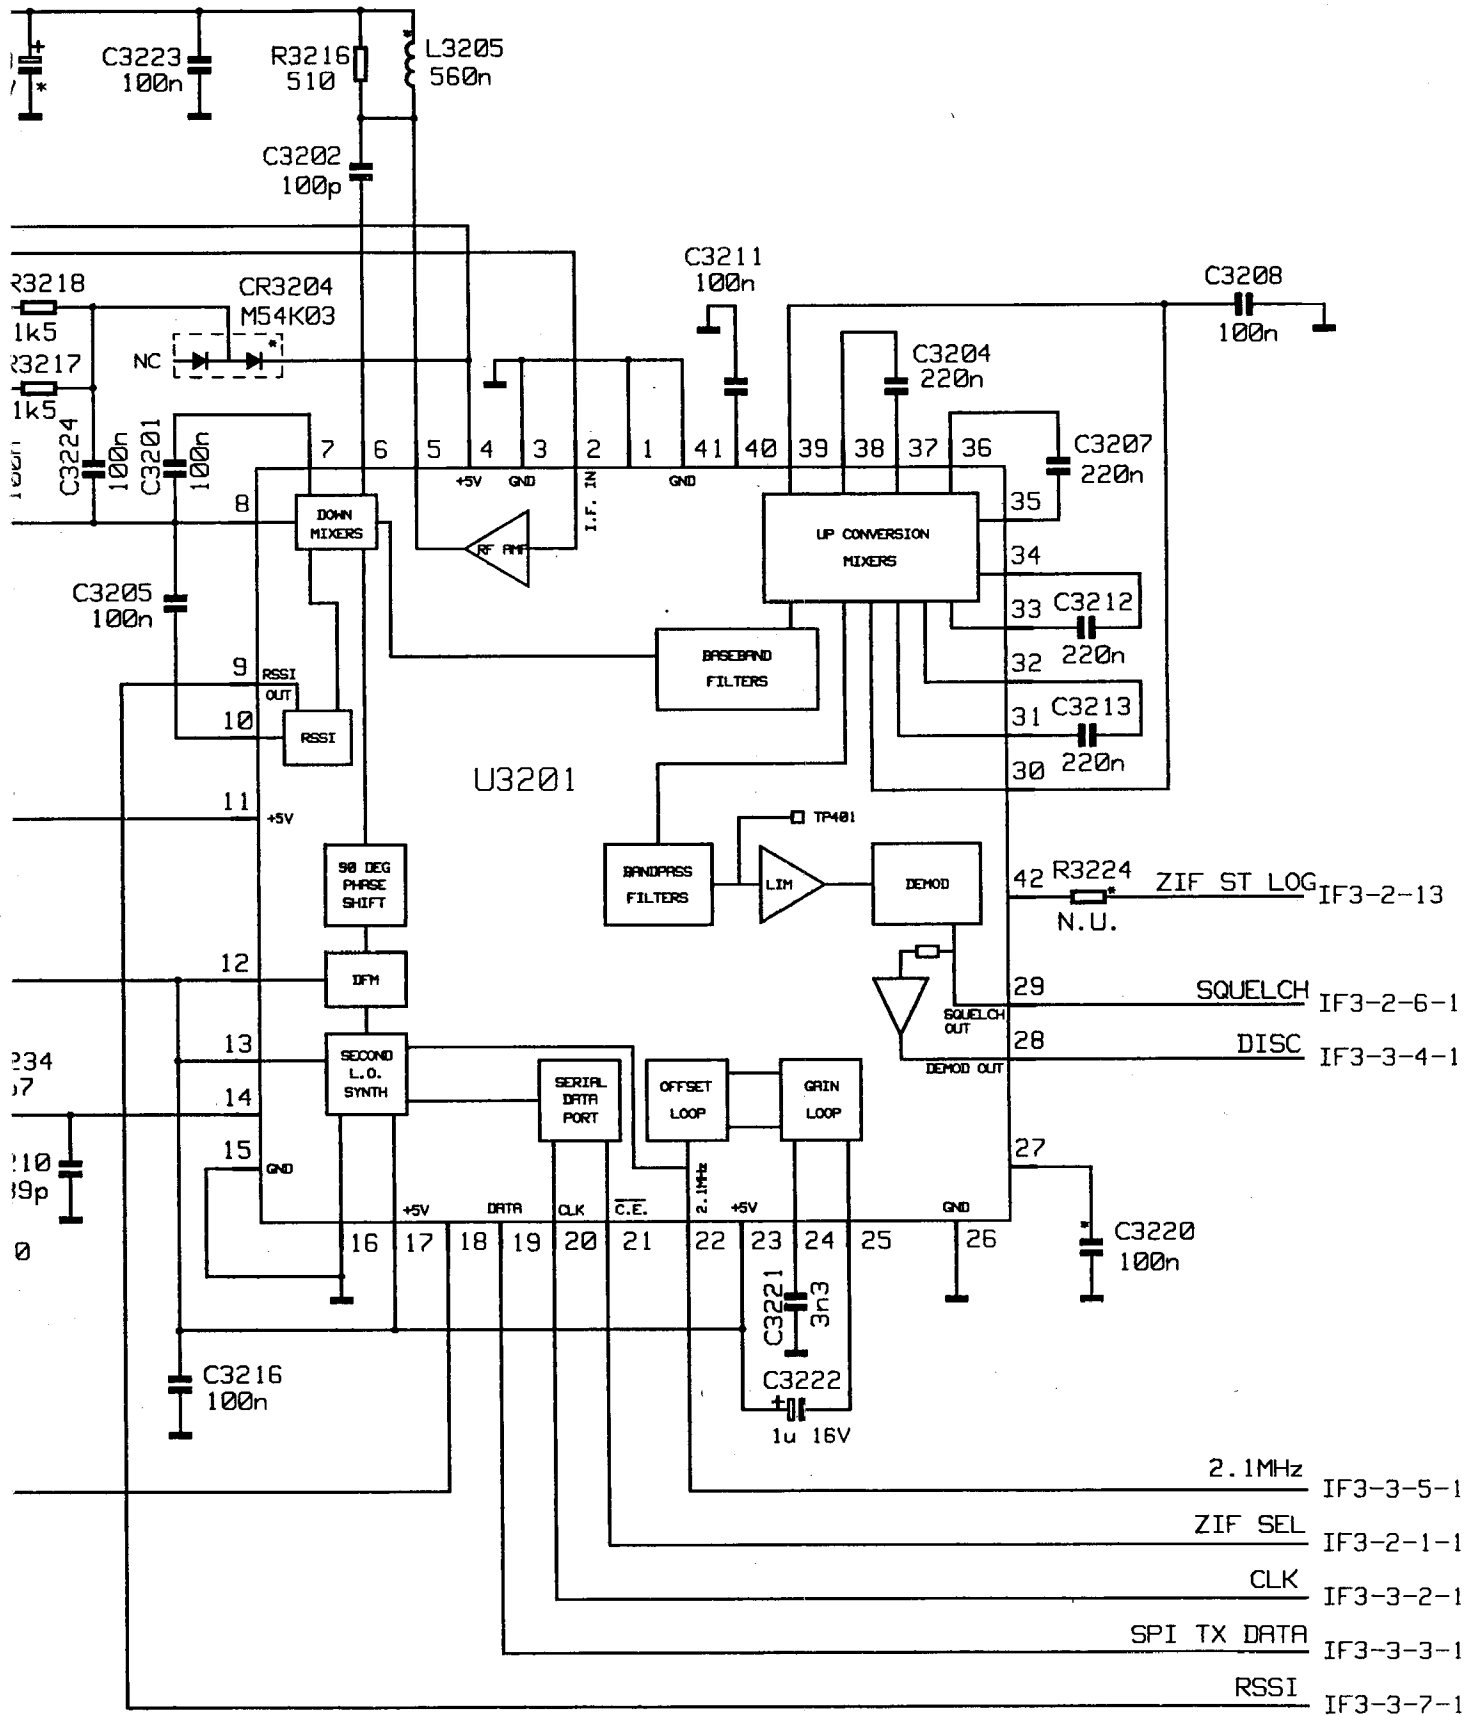 +
*
C3223
100n
R3216
510
*
L3205
560n
C3202
100p
R3218
1k5
R3217
1k5
CR3204
M54K03
*
NC
C3211
100n
C3208
100n
C3204
220n
C3207
220n
C3224
100n
C3201
100n
100n
7 6 5 4 3 2 1 41 40 39 38 37 36
+5V GND I.F. IN GND
8
DOWN
MIXERS
RF AMP
UP CONVERSION
MIXERS
35
34
33
C3212
220n
32
31
C3213
220n
30
C3205
100n
BASEBAND
FILTERS
9
RSSI
OUT
10
RSSI
U3201
11
+5V
TP401
90 DEG
PHASE
SHIFT
BANDPASS
FILTERS
LIM
DEMOD
42
R3224
*
N.U.
ZIF ST LOG
IF3-2-13
12
DFM
29
SQUELCH
IF3-2-6-1
SQUELCH
OUT
28
DISC
IF3-3-4-1
DEMOD OUT
13
SECOND
L.O.
SYNTH
SERIAL
DATA
PORT
OFFSET
LOOP
GAIN
LOOP
234
14
15
GND
27
2.1MHz
+5V DATA CLK C.E. +5V GND
16 17 18 19 20 21 22 23 24 25 26
210
39p
0
*
C3220
100n
C3221
3n3
C3216
100n
C3222
+
1u 16V
2.1MHz
IF3-3-5-1
ZIF SEL
IF3-2-1-1
CLK
IF3-3-2-1
SPI TX DATA
IF3-3-3-1
RSSI
IF3-3-7-1